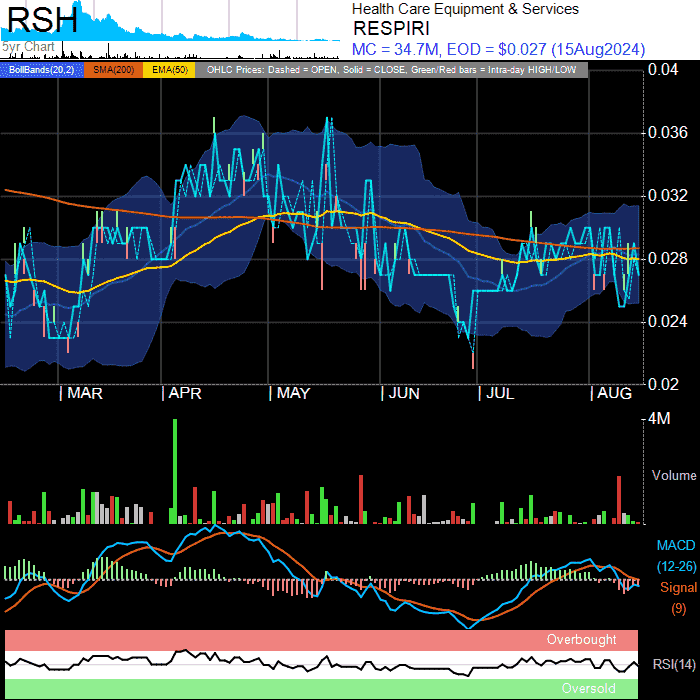 RSH
Health Care Equipment & Services
RESPIRI
5yr Chart
MC = 34.7M, EOD = $0.027 (15Aug2024)
BollBands(20,2) SMA(200) EMA(50) OHLC Prices: Dashed = OPEN, Solid = CLOSE, Green/Red bars = Intra-day HIGH/LOW
0.04
0.036
0.032
0.028
0.024
0.02
MAR APR MAY JUN JUL AUG
4M
Volume
MACD
(12-26)
Signal
(9)
Overbought
RSI(14)
Oversold